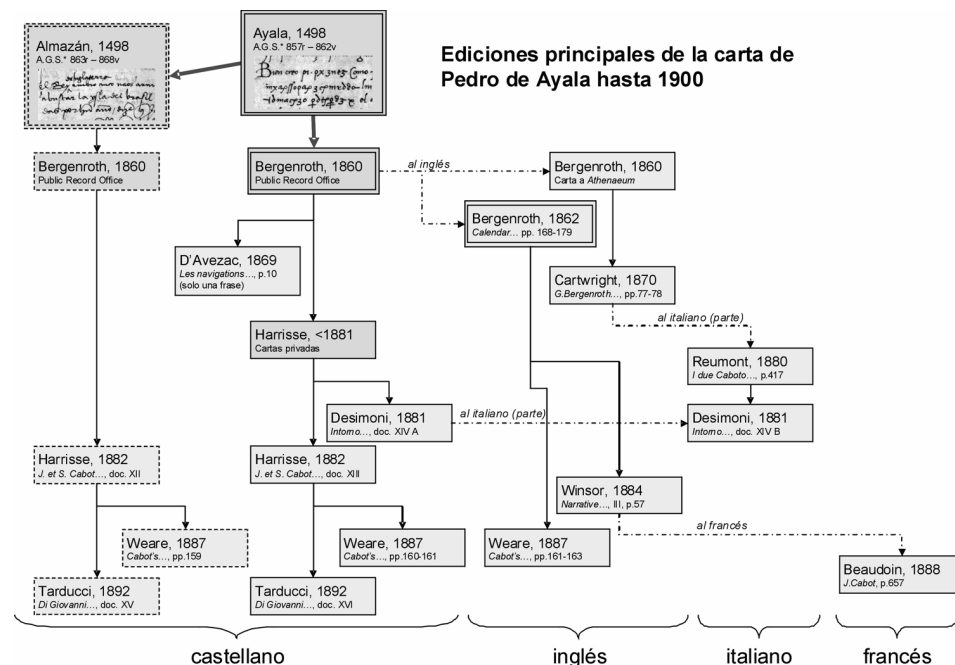 Almazán, 1498
A.G.S.* 863r – 868v
Ayala, 1498
A.G.S.* 857r – 862v
Ediciones principales de la carta de
Pedro de Ayala hasta 1900
Bergenroth, 1860
Public Record Office
Bergenroth, 1860
Public Record Office
al inglés
Bergenroth, 1860
Carta a Athenaeum
Bergenroth, 1862
Calendar… pp. 168-179
D'Avezac, 1869
Les navigations…, p.10
(solo una frase)
Cartwright, 1870
G.Bergenroth…, pp.77-78
al italiano (parte)
Harrisse, <1881
Cartas privadas
Reumont, 1880
I due Caboto…, p.417
Desimoni, 1881
Intorno…, doc. XIV A
al italiano (parte)
Desimoni, 1881
Intorno…, doc. XIV B
Harrisse, 1882
J. et S. Cabot…, doc. XII
Harrisse, 1882
J. et S. Cabot…, doc. XIII
Winsor, 1884
Narrative…, III, p.57
al francés
Weare, 1887
Cabot's…, pp.159
Weare, 1887
Cabot's…, pp.160-161
Weare, 1887
Cabot's…, pp.161-163
Beaudoin, 1888
J.Cabot, p.657
Tarducci, 1892
Di Giovanni…, doc. XV
Tarducci, 1892
Di Giovanni…, doc. XVI
castellano
inglés
italiano
francés